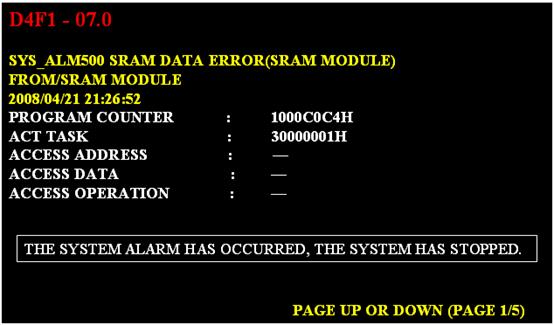 D4F1 - 07.0
SYS_ALM500 SRAM DATA ERROR(SRAM MODULE)
FROM/SRAM MODULE
2008/04/21 21:26:52
PROGRAM COUNTER : 1000C0C4H
ACT TASK : 30000001H
ACCESS ADDRESS : —
ACCESS DATA : —
ACCESS OPERATION : —
THE SYSTEM ALARM HAS OCCURRED, THE SYSTEM HAS STOPPED.
PAGE UP OR DOWN (PAGE 1/5)